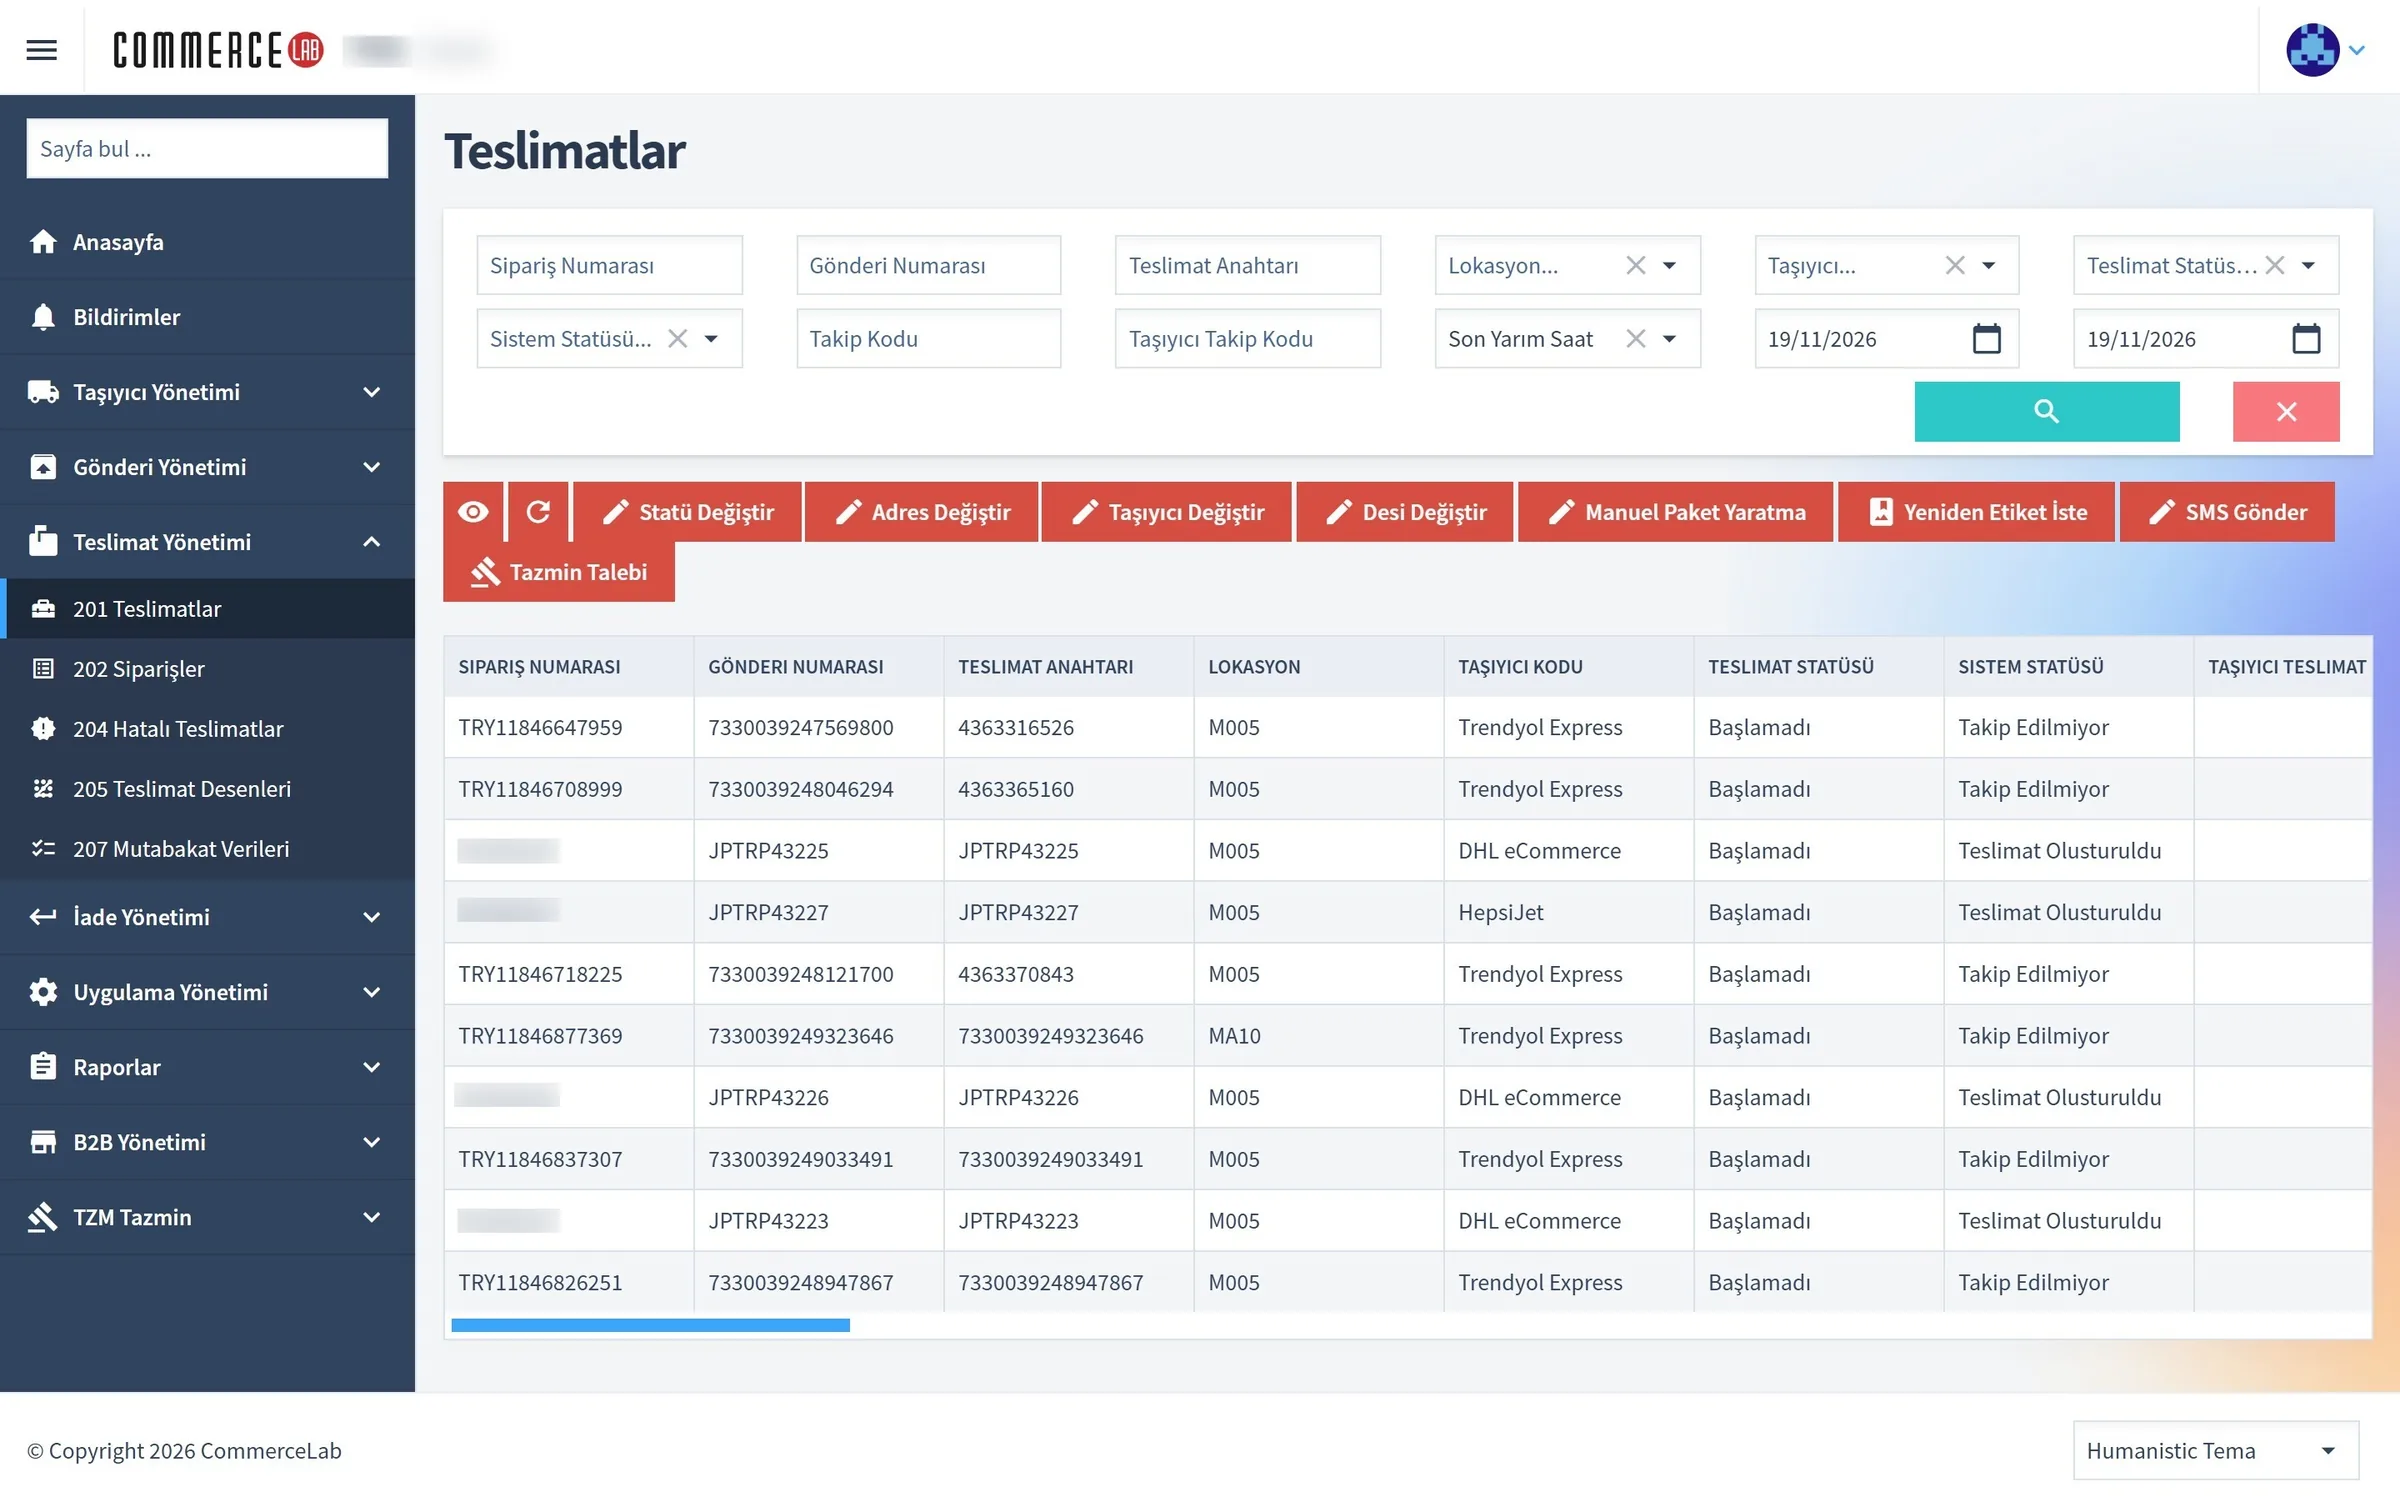 COMMERCE LAB
Sayfa bul ...
Anasayfa
Bildirimler
Taşıyıcı Yönetimi
Gönderi Yönetimi
Teslimat Yönetimi
201 Teslimatlar
202 Siparişler
204 Hatalı Teslimatlar
205 Teslimat Desenleri
207 Mutabakat Verileri
İade Yönetimi
Uygulama Yönetimi
Raporlar
B2B Yönetimi
TZM Tazmin
Teslimatlar
Sipariş Numarası Gönderi Numarası Teslimat Anahtarı Lokasyon... Taşıyıcı... Teslimat Statüs...
Sistem Statüsü... Takip Kodu Taşıyıcı Takip Kodu Son Yarım Saat 19/11/2026 19/11/2026
Statü Değiştir Adres Değiştir Taşıyıcı Değiştir Desi Değiştir Manuel Paket Yaratma Yeniden Etiket İste SMS Gönder
Tazmin Talebi
SIPARIŞ NUMARASI GÖNDERI NUMARASI TESLIMAT ANAHTARI LOKASYON TAŞIYICI KODU TESLIMAT STATÜSÜ SISTEM STATÜSÜ TAŞIYICI TESLIMAT
TRY11846647959 7330039247569800 4363316526 M005 Trendyol Express Başlamadı Takip Edilmiyor
TRY11846708999 7330039248046294 4363365160 M005 Trendyol Express Başlamadı Takip Edilmiyor
JPTRP43225 JPTRP43225 M005 DHL eCommerce Başlamadı Teslimat Olusturuldu
JPTRP43227 JPTRP43227 M005 HepsiJet Başlamadı Teslimat Olusturuldu
TRY11846718225 7330039248121700 4363370843 M005 Trendyol Express Başlamadı Takip Edilmiyor
TRY11846877369 7330039249323646 7330039249323646 MA10 Trendyol Express Başlamadı Takip Edilmiyor
JPTRP43226 JPTRP43226 M005 DHL eCommerce Başlamadı Teslimat Olusturuldu
TRY11846837307 7330039249033491 7330039249033491 M005 Trendyol Express Başlamadı Takip Edilmiyor
JPTRP43223 JPTRP43223 M005 DHL eCommerce Başlamadı Teslimat Olusturuldu
TRY11846826251 7330039248947867 7330039248947867 M005 Trendyol Express Başlamadı Takip Edilmiyor
© Copyright 2026 CommerceLab
Humanistic Tema